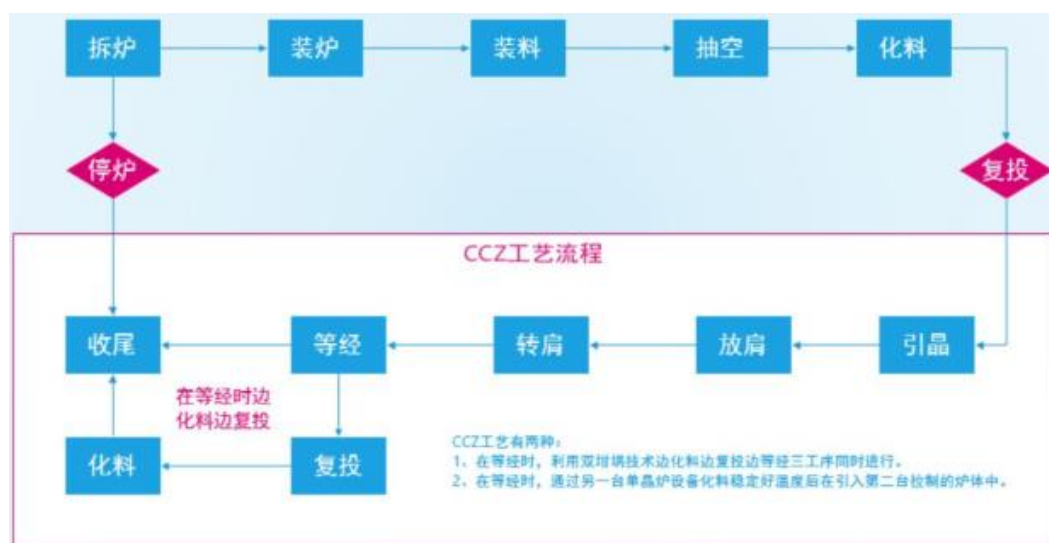 拆炉
装炉
装料
抽空
化料
停炉
复投
CCZ工艺流程
收尾
等经
转肩
放肩
引晶
在等经时边
化料边复投
化料
复投
CCZ工艺有两种：
1、在等经时，利用双坩埚技术边化料边复投边等经三工序同时进行。
2、在等经时，通过另一台单晶炉设备化料稳定好温度后在引入第二台拉制的炉体中。